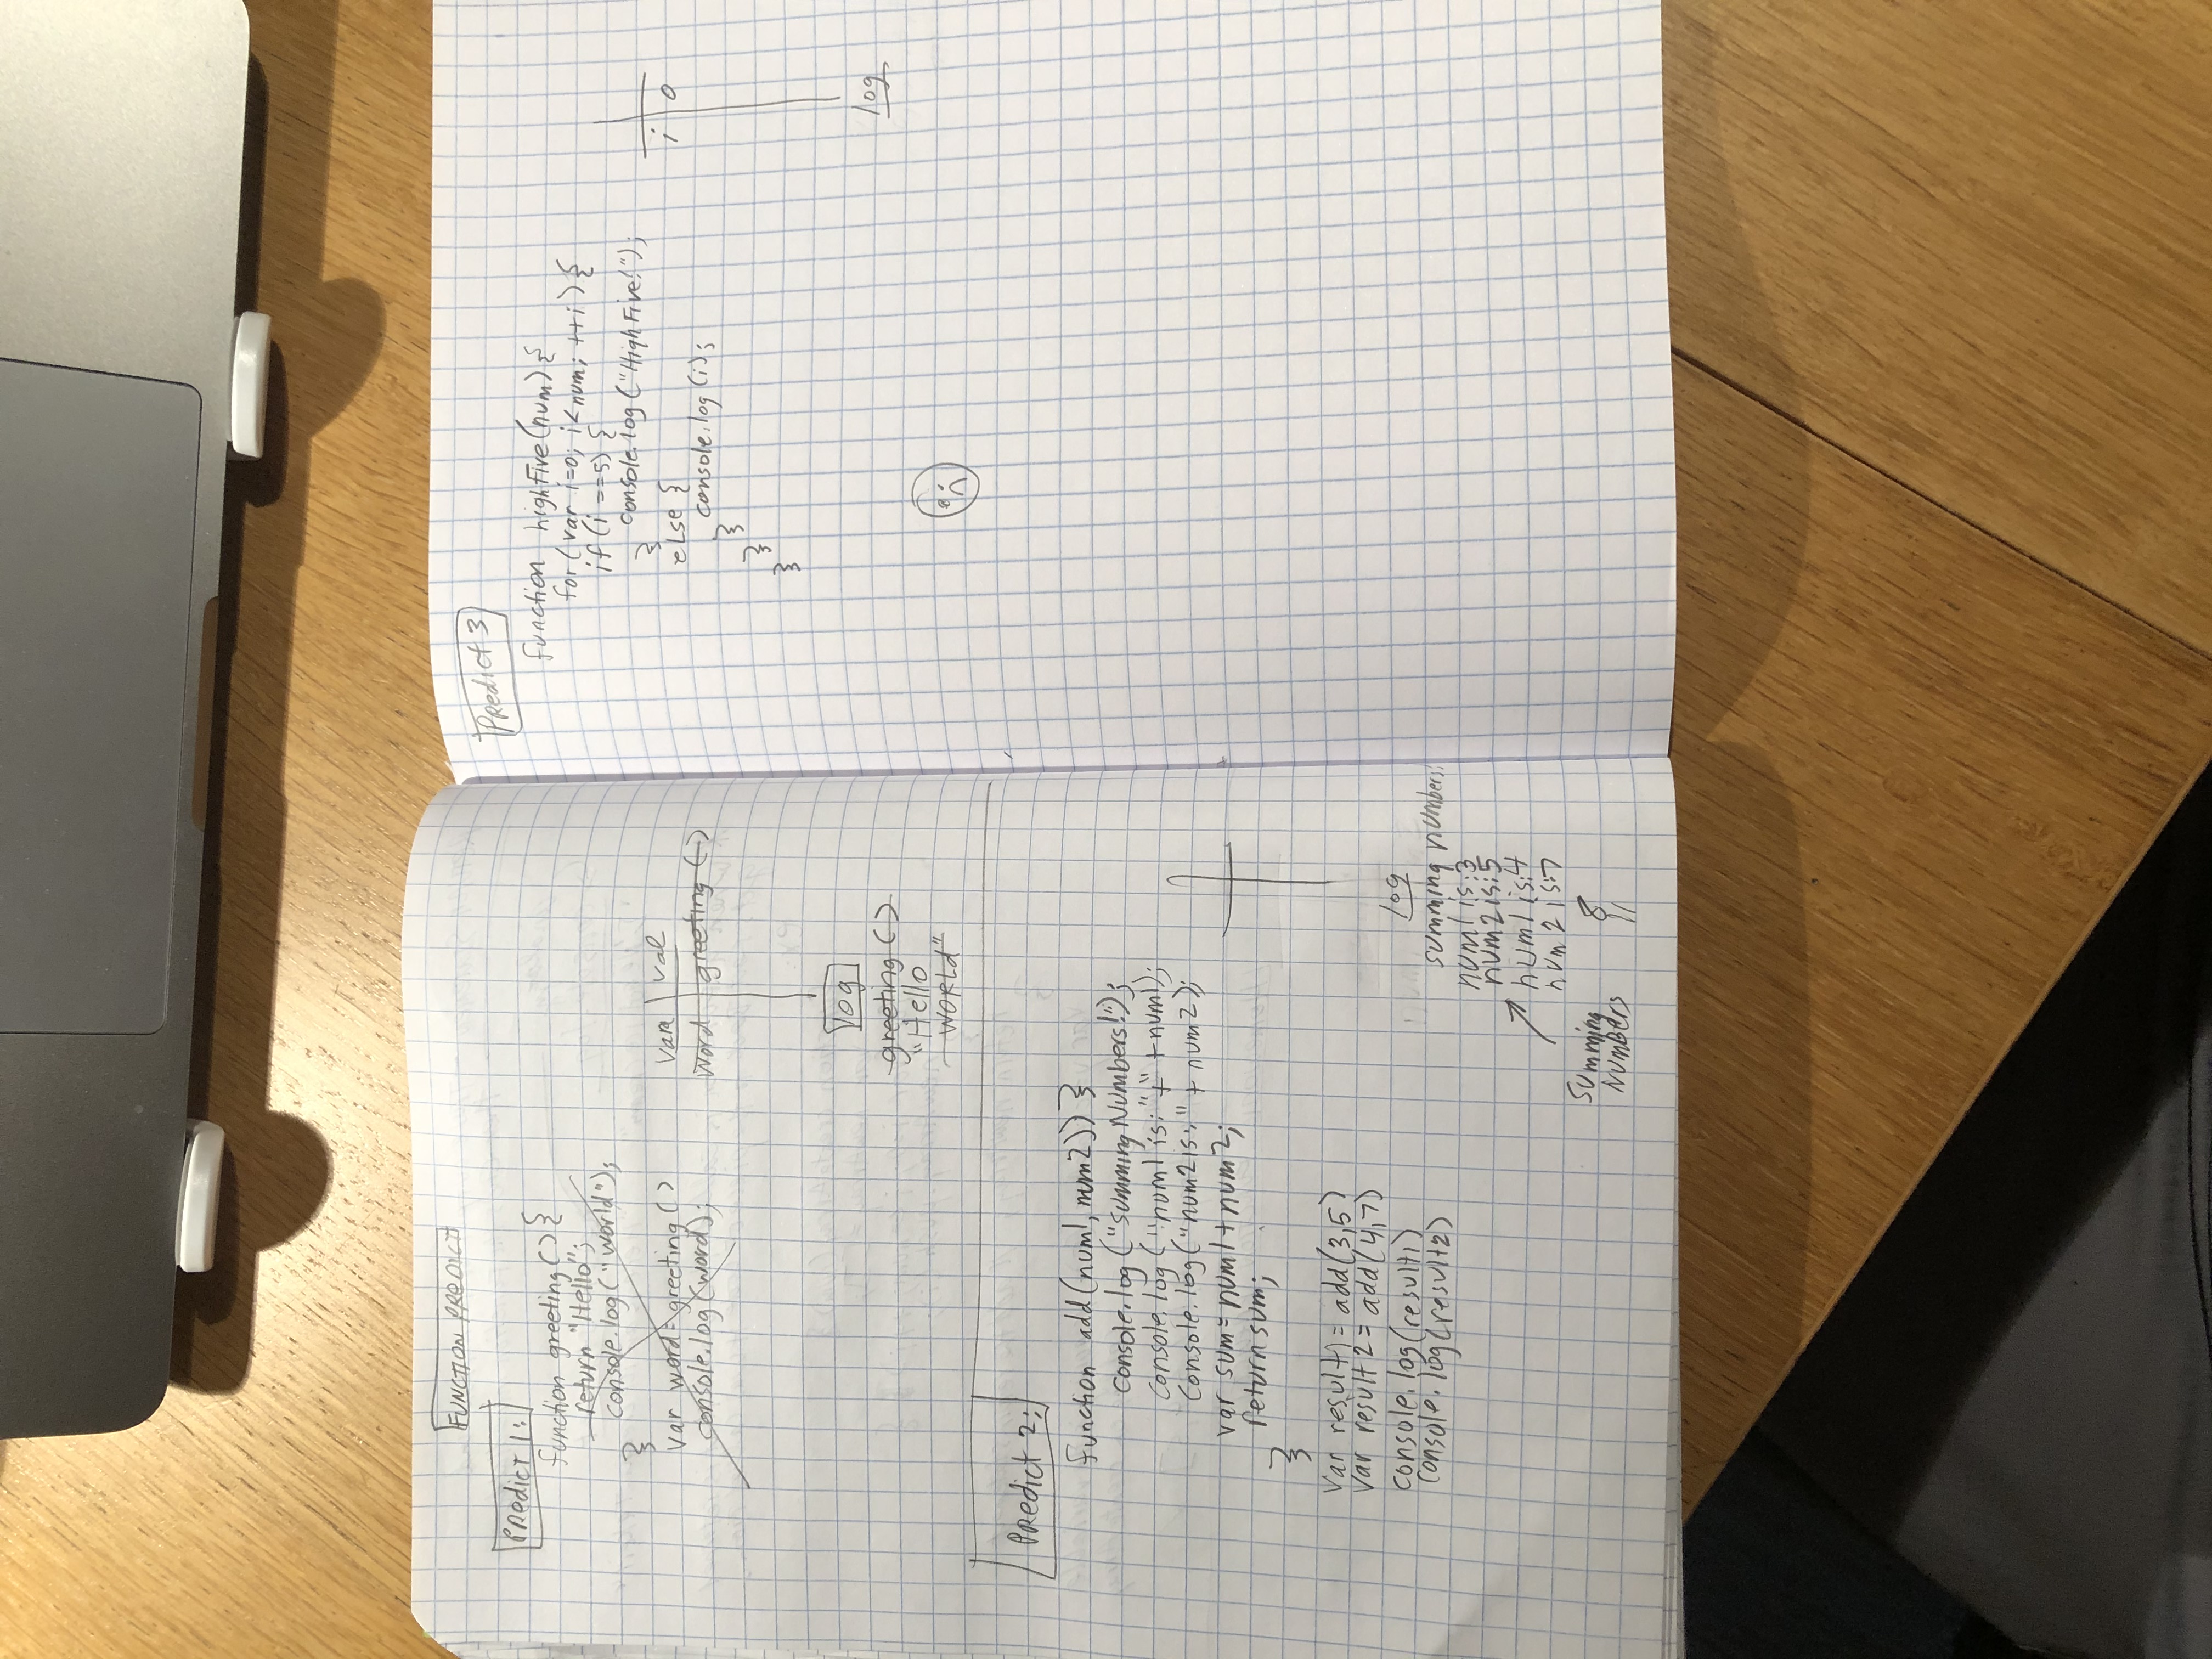 FUNCTION PREDICT
Predict 1:
function greeting() {
return "Hello";
console.log("world");
}
var word = greeting()
console.log(word);
Vara | val
word | greeting()
log
greeting()
"Hello
WORLD"
Predict 2:
function add(num1, num2)) }
console.log("summing Numbers!");
console.log("num1 is: "+" +num1);
console.log("num2 is: " + num2);
var sum = num1 + num2;
return sum;
}
Var result1 = add(3,5)
Var result2 = add(4,7)
console.log(result1)
console.log(result2)
log
summing numbers!
num1 is:3
num2 is:5
num1 is:4
num2 is:7
Summing
NUMBERS
8
11
Predict 3
function highFive(num) {
for (var i=0; i<num; ++i) {
if (i ==5) {
console.log("High Five!");
}
else {
console.log(i);
}
}
}
i | 0
log